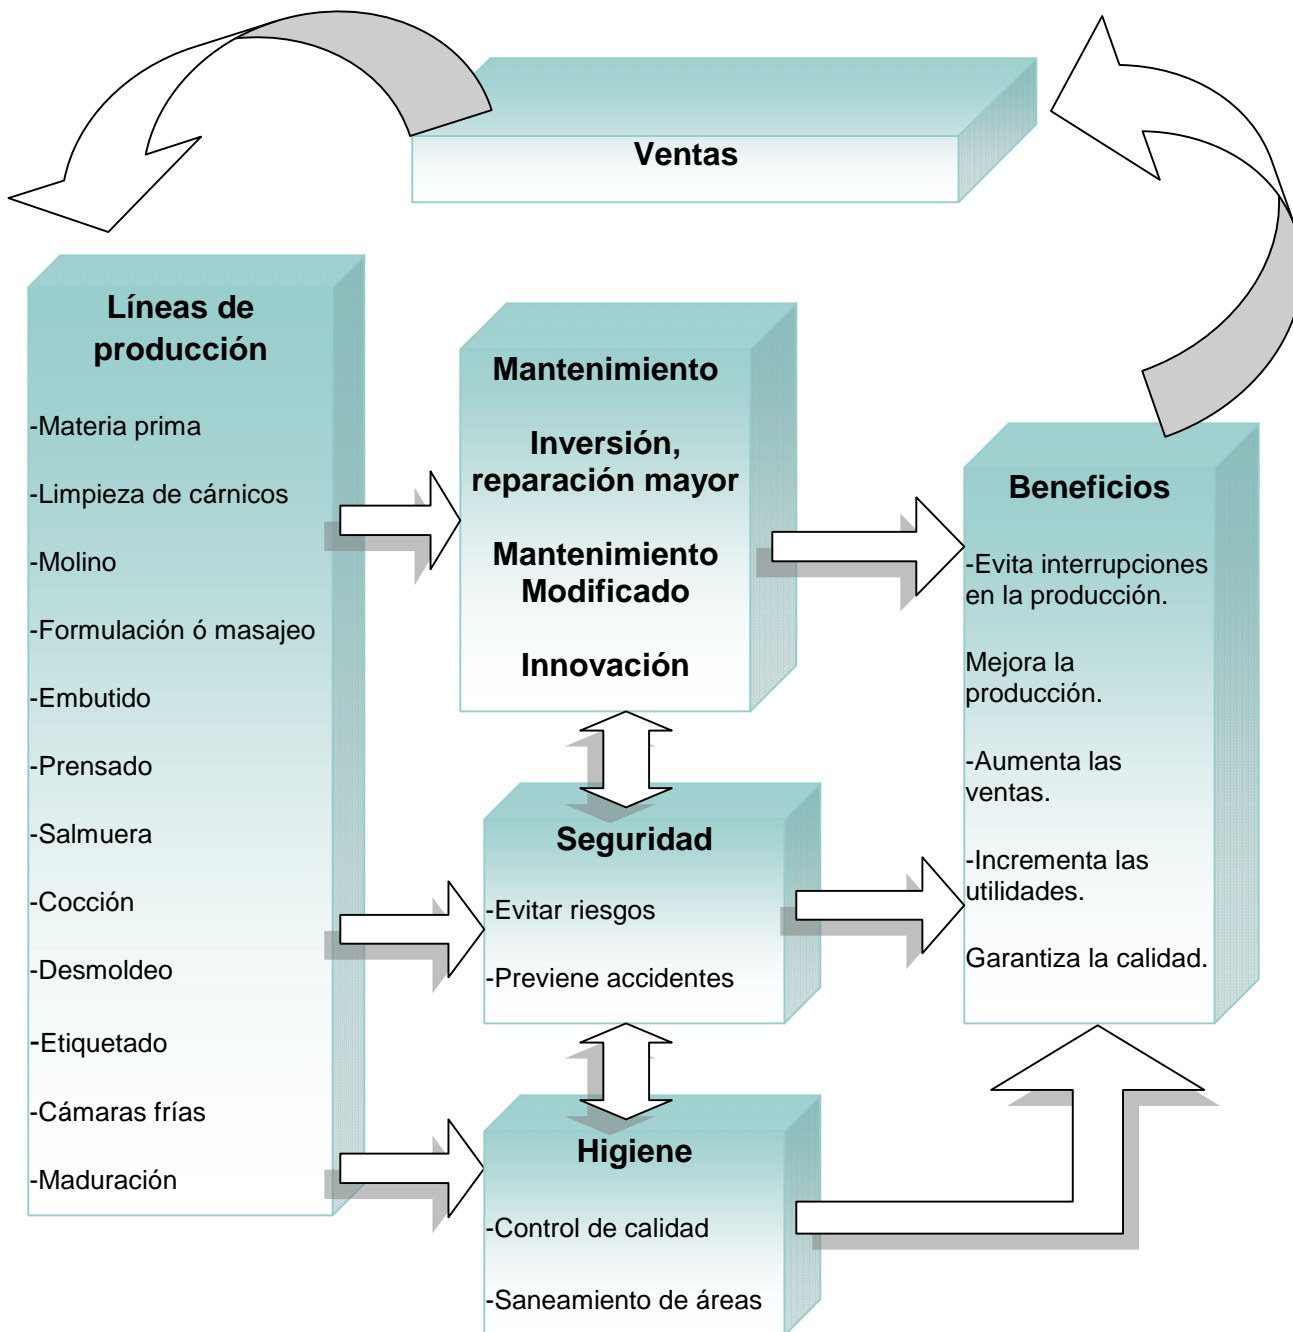 Ventas
Líneas de
producción
-Materia prima
-Limpieza de cárnicos
-Molino
-Formulación ó masajeo
-Embutido
-Prensado
-Salmuera
-Cocción
-Desmoldeo
-Etiquetado
-Cámaras frías
-Maduración
Mantenimiento
Inversión,
reparación mayor
Mantenimiento
Modificado
Innovación
Seguridad
-Evitar riesgos
-Previene accidentes
Higiene
-Control de calidad
-Saneamiento de áreas
Beneficios
-Evita interrupciones
en la producción.
Mejora la
producción.
-Aumenta las
ventas.
-Incrementa las
utilidades.
Garantiza la calidad.